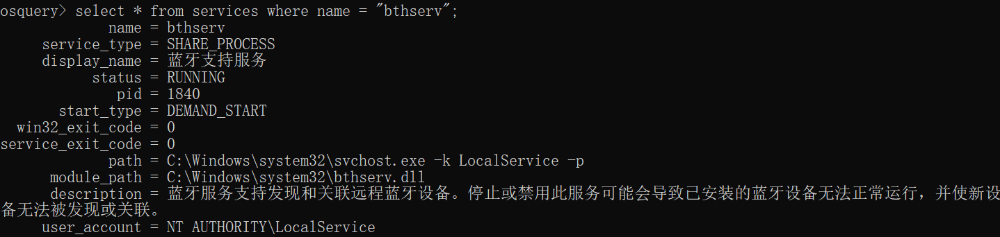 osquery> select * from services where name = "bthserv";
name = bthserv
service_type = SHARE_PROCESS
display_name = 蓝牙支持服务
status = RUNNING
pid = 1840
start_type = DEMAND_START
win32_exit_code = 0
service_exit_code = 0
path = C:\Windows\system32\svchost.exe -k LocalService -p
module_path = C:\Windows\system32\bthserv.dll
description = 蓝牙服务支持发现和关联远程蓝牙设备。停止或禁用此服务可能会导致已安装的蓝牙设备无法正常运行，并使新设
备无法被发现或关联。
user_account = NT AUTHORITY\LocalService